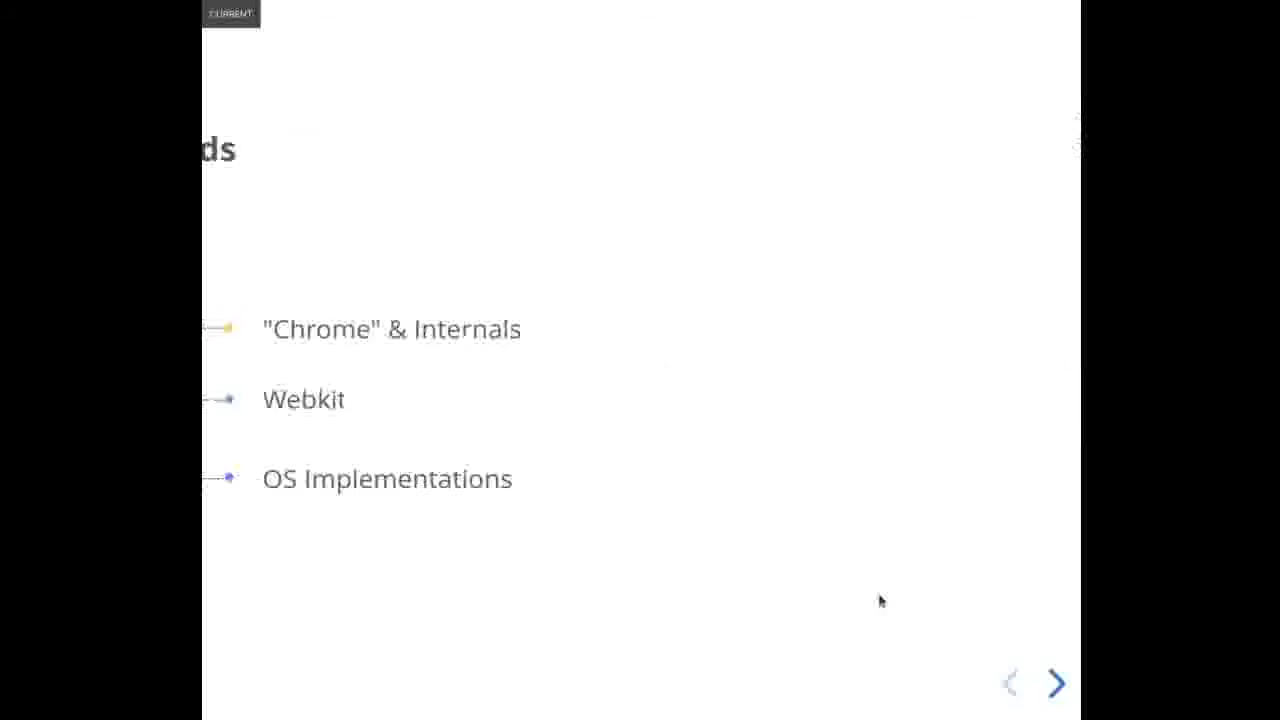 CURRENT
ds
"Chrome" & Internals
Webkit
OS Implementations